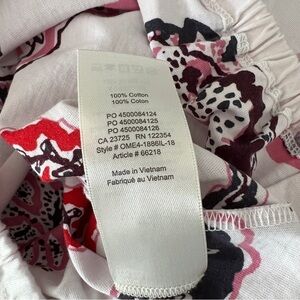 100% Cotton
100% Coton
PO 4500084124
PO 4500084125
PO 4500084126
CA 23725 RN 122354
Style # OME4-1886IL-18
Article # 66218
Made in Vietnam
Fabriqué au Vietnam